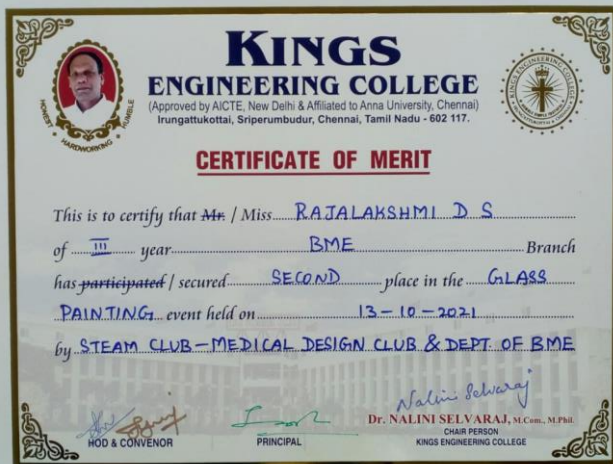 KINGS
ENGINEERING COLLEGE
(Approved by AICTE, New Delhi & Affiliated to Anna University, Chennai)
Irungattukottai, Sriperumbudur, Chennai, Tamil Nadu - 602 117.
HONEST HARDWORKING HUMBLE
KINGS ENGINEERING COLLEGE
CERTIFICATE OF MERIT
This is to certify that Mr. / Miss RAJALAKSHMI D S
of III year BME Branch
has participated / secured SECOND place in the GLASS
PAINTING event held on 13-10-2021
by STEAM CLUB-MEDICAL DESIGN CLUB & DEPT. OF BME
Nalini Selvaraj
Dr. NALINI SELVARAJ, M.Com., M.Phil.
HOD & CONVENOR PRINCIPAL CHAIR PERSON
KINGS ENGINEERING COLLEGE